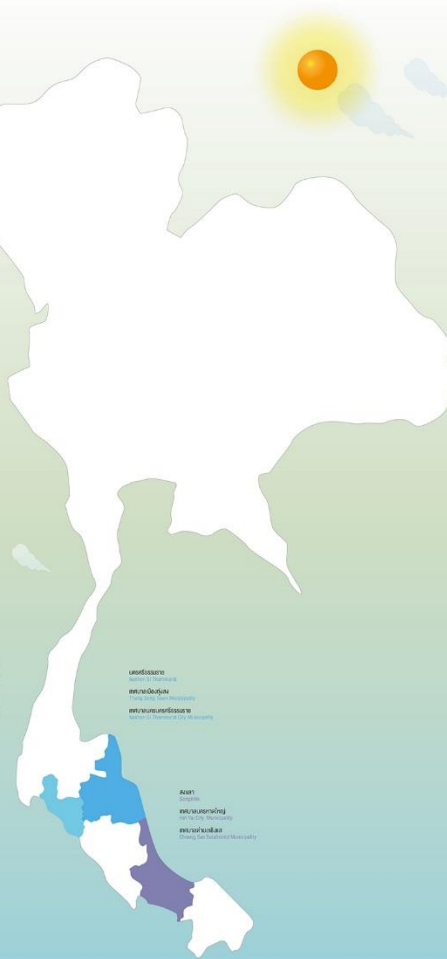 นครศรีธรรมราช
Nakhon Si Thammarat
เทศบาลเมืองทุ่งสง
Thung Song Town Municipality
เทศบาลนครนครศรีธรรมราช
Nakhon Si Thammarat City Municipality
สงขลา
Songkhla
เทศบาลนครหาดใหญ่
Hat Yai City Municipality
เทศบาลตำบลเชิงแส
Choeng Sae Subdistrict Municipality